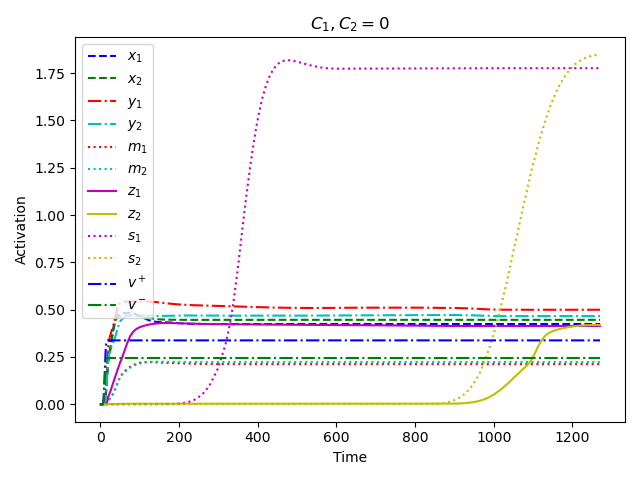 C₁, C₂ = 0
x₁
x₂
y₁
y₂
m₁
m₂
z₁
z₂
s₁
s₂
v⁺
v⁻
1.75
1.50
1.25
1.00
0.75
0.50
0.25
0.00
Activation
0 200 400 600 800 1000 1200
Time